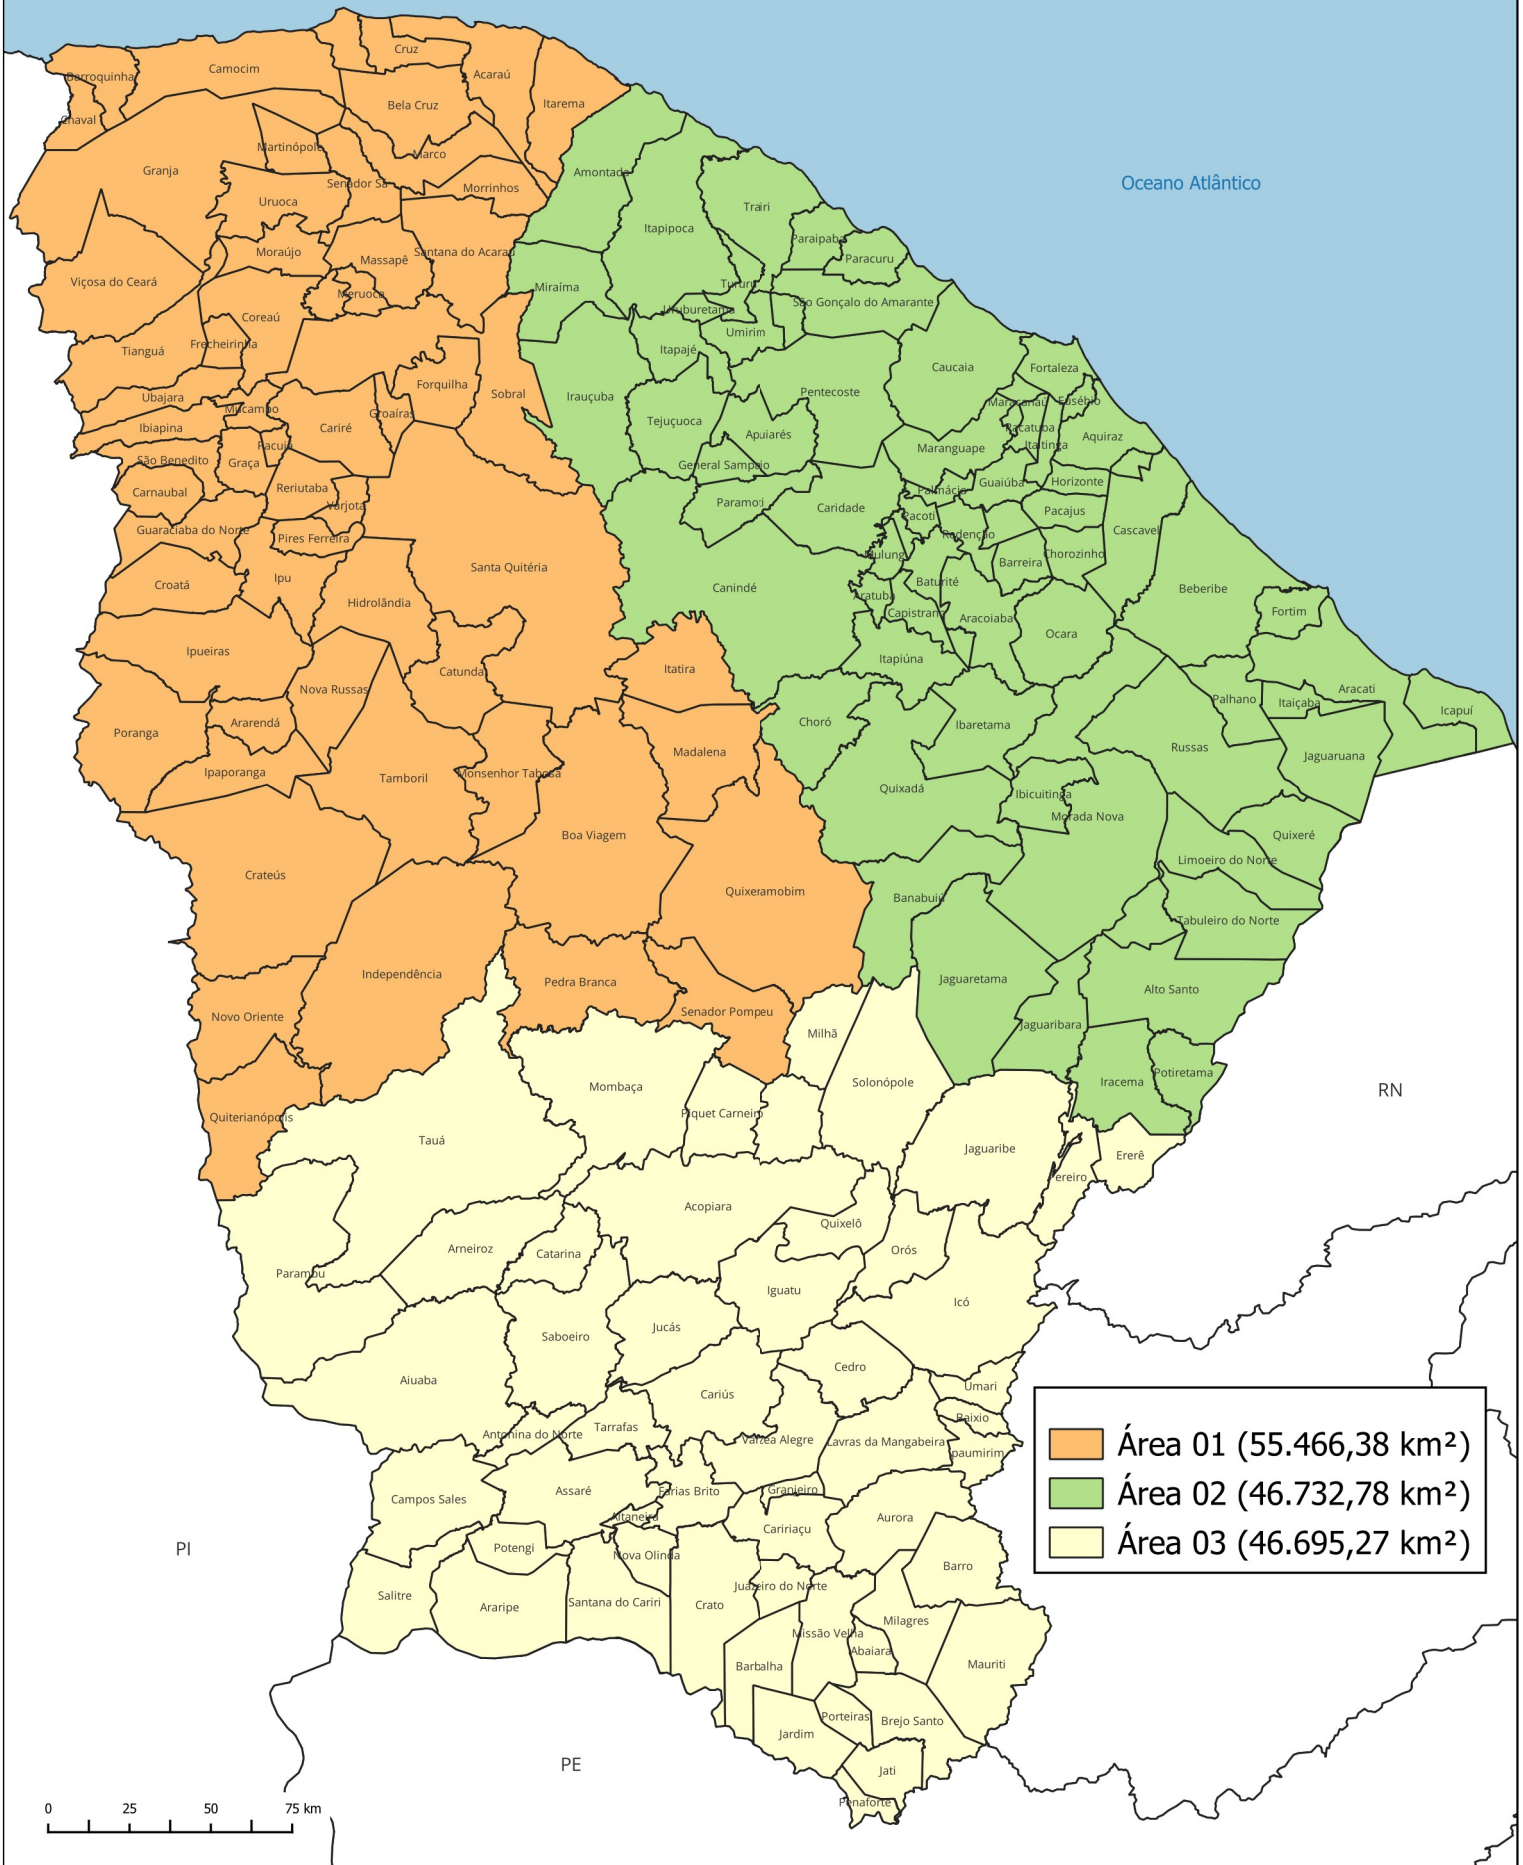 Cruz
Camocim
Acaraú
Barroquinha
Bela Cruz
Itarema
Chaval
Martinópole
Marco
Granja
Amontada
Oceano Atlântico
Senador Sá
Morrinhos
Uruoca
Trairi
Itapipoca
Paraipaba
Moraújo
Santana do Acaraú
Massapê
Paracuru
Viçosa do Ceará
Tururu
Miraíma
Meruoca
São Gonçalo do Amarante
Uruburetama
Coreaú
Umirim
Frecheirinha
Tianguá
Itapajé
Caucaia
Fortaleza
Forquilha
Sobral
Pentecoste
Ubajara
Irauçuba
Maracanaú
Eusébio
Mucambo
Groaíras
Tejuçuoca
Ibiapina
Cariré
Pacatuba
Apuiarés
Aquiraz
Pacujá
Itaitinga
Maranguape
São Benedito
Graça
General Sampaio
Guaiúba
Horizonte
Carnaubal
Reriutaba
Palmácia
Varjota
Paramoti
Caridade
Pacajus
Pacoti
Guaraciaba do Norte
Cascavel
Pires Ferreira
Redenção
Mulungu
Chorozinho
Barreira
Santa Quitéria
Ipu
Croatá
Baturité
Canindé
Beberibe
Aratuba
Hidrolândia
Capistrano
Fortim
Aracoiaba
Ocara
Ipueiras
Itapiúna
Itatira
Catunda
Nova Russas
Aracati
Palhano
Itaiçaba
Icapuí
Ararendá
Choró
Ibaretama
Poranga
Russas
Madalena
Jaguaruana
Ipaporanga
Monsenhor Tabosa
Tamboril
Quixadá
Ibicuitinga
Morada Nova
Boa Viagem
Quixeré
Limoeiro do Norte
Crateús
Quixeramobim
Banabuiú
Tabuleiro do Norte
Independência
Pedra Branca
Jaguaretama
Alto Santo
Senador Pompeu
Novo Oriente
Jaguaribara
Milhã
Potiretama
Solonópole
Iracema
Mombaça
RN
Piquet Carneiro
Quiterianópolis
Tauá
Jaguaribe
Ererê
Pereiro
Acopiara
Quixelô
Arneiroz
Catarina
Orós
Parambu
Iguatu
Icó
Jucás
Saboeiro
Cedro
Aiuaba
Umari
Cariús
Baixio
Tarrafas
Antonina do Norte
Várzea Alegre
Lavras da Mangabeira
Ipaumirim
Área 01 (55.466,38 km²)
Área 02 (46.732,78 km²)
Área 03 (46.695,27 km²)
Campos Sales
Assaré
Farias Brito
Granjeiro
Altaneira
Aurora
Caririaçu
Potengi
Nova Olinda
PI
Barro
Juazeiro do Norte
Salitre
Santana do Cariri
Crato
Araripe
Milagres
Missão Velha
Abaiara
Mauriti
Barbalha
Porteiras
Brejo Santo
Jardim
PE
Jati
Penaforte
0 25 50 75 km